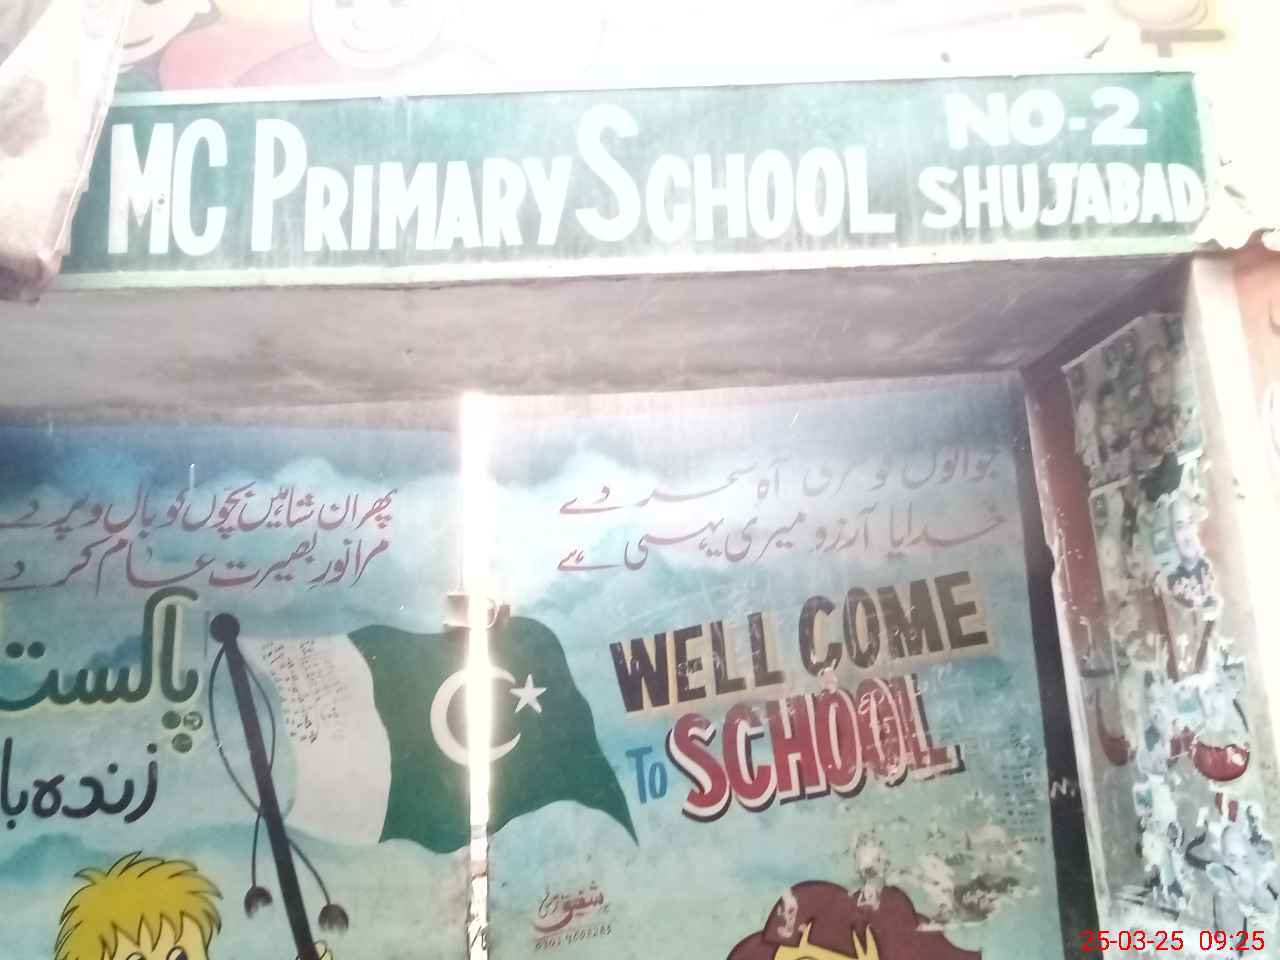 MC PRIMARY SCHOOL NO-2 SHUJABAD
جوانوں کو مری آہ سحر دے
پھر ان شاہیں بچوں کو بال و پر دے
خدایا آرزو میری یہی ہے
مرا نور بصیرت عام کر د
پاکست
زندہ با
WELL COME
To SCHOOL
شفیق
25-03-25 09:25